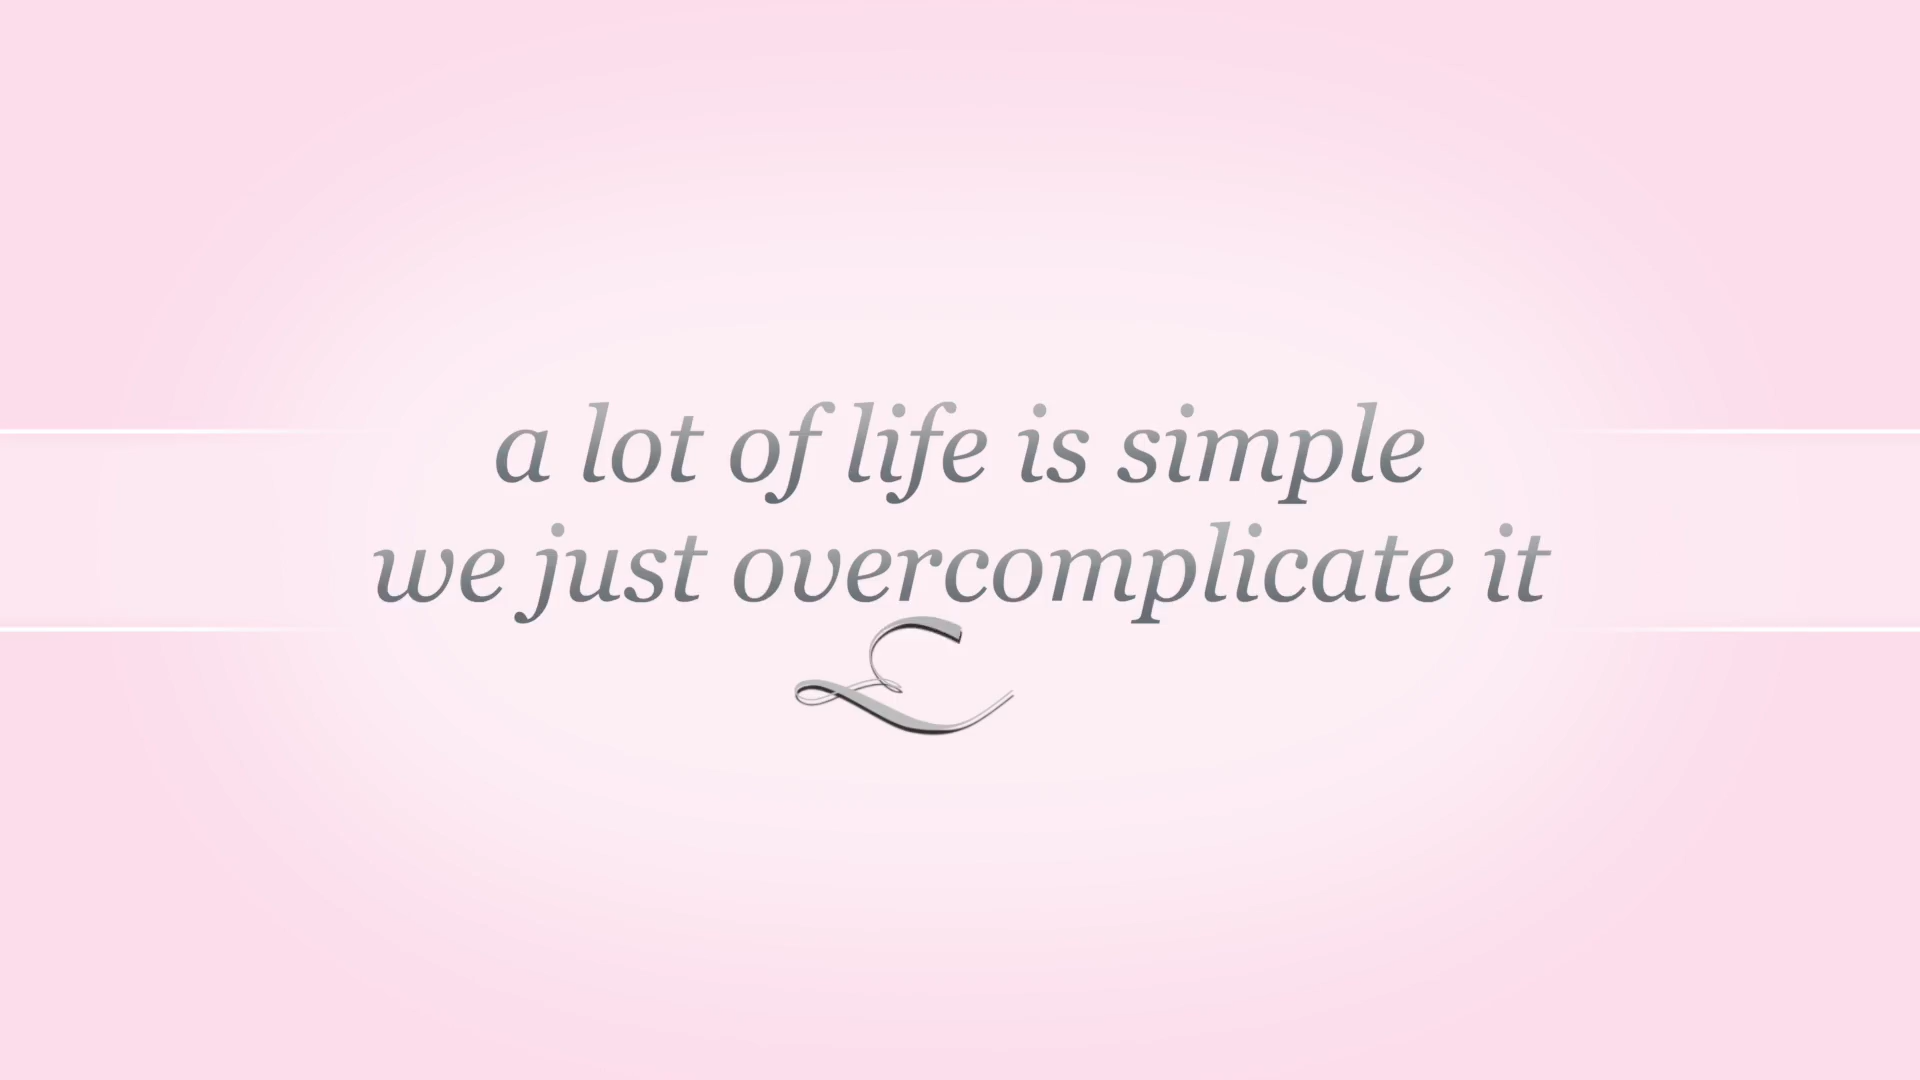 a lot of life is simple
we just overcomplicate it